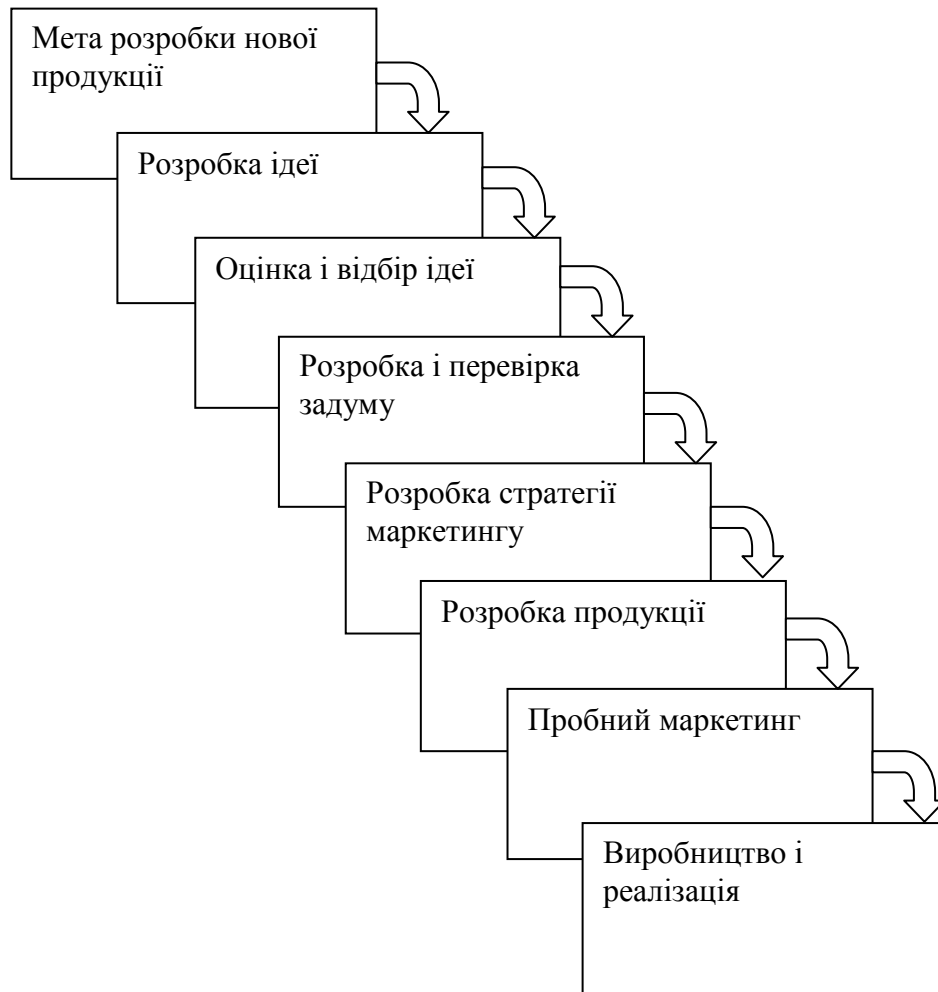 Мета розробки нової
продукції
Розробка ідеї
Оцінка і відбір ідеї
Розробка і перевірка
задуму
Розробка стратегії
маркетингу
Розробка продукції
Пробний маркетинг
Виробництво і
реалізація